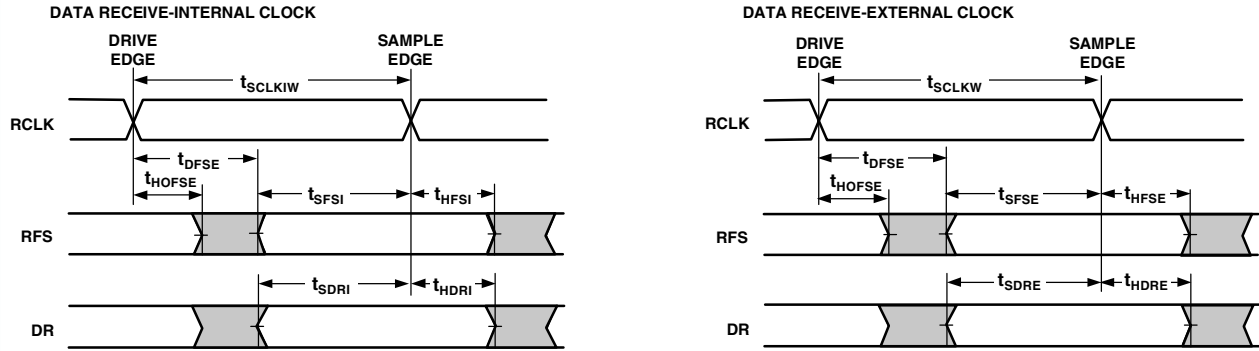 DATA RECEIVE-INTERNAL CLOCK
DRIVE
EDGE
SAMPLE
EDGE
tSCLKIW
RCLK
tDFSE
tHOFSE
tSFSI
tHFSI
RFS
tSDRI
tHDRI
DR
DATA RECEIVE-EXTERNAL CLOCK
DRIVE
EDGE
SAMPLE
EDGE
tSCLKW
RCLK
tDFSE
tHOFSE
tSFSE
tHFSE
RFS
tSDRE
tHDRE
DR